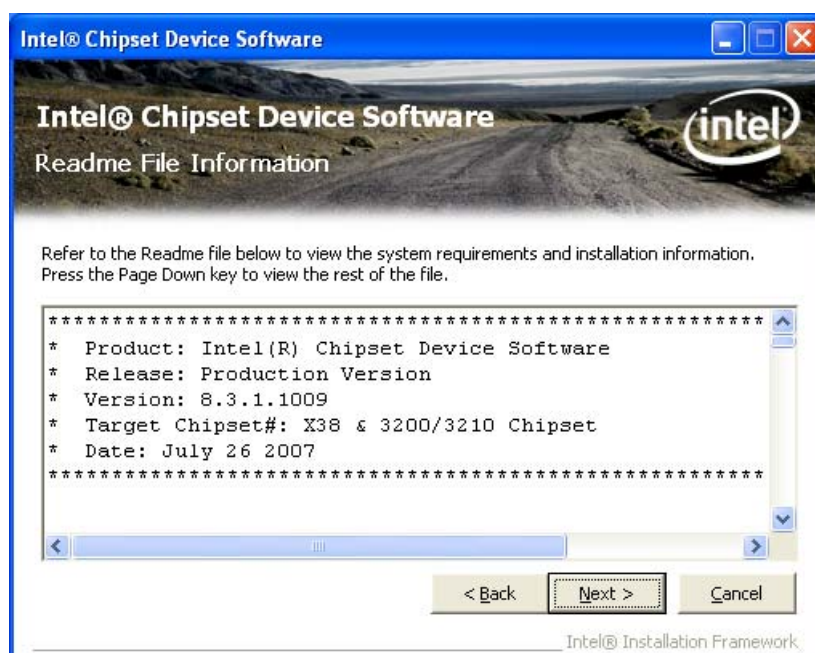 Intel® Chipset Device Software
Intel® Chipset Device Software
intel
Readme File Information
Refer to the Readme file below to view the system requirements and installation information.
Press the Page Down key to view the rest of the file.
*********************************************************
* Product: Intel(R) Chipset Device Software
* Release: Production Version
* Version: 8.3.1.1009
* Target Chipset#: X38 & 3200/3210 Chipset
* Date: July 26 2007
*********************************************************
< Back
Next >
Cancel
Intel® Installation Framework